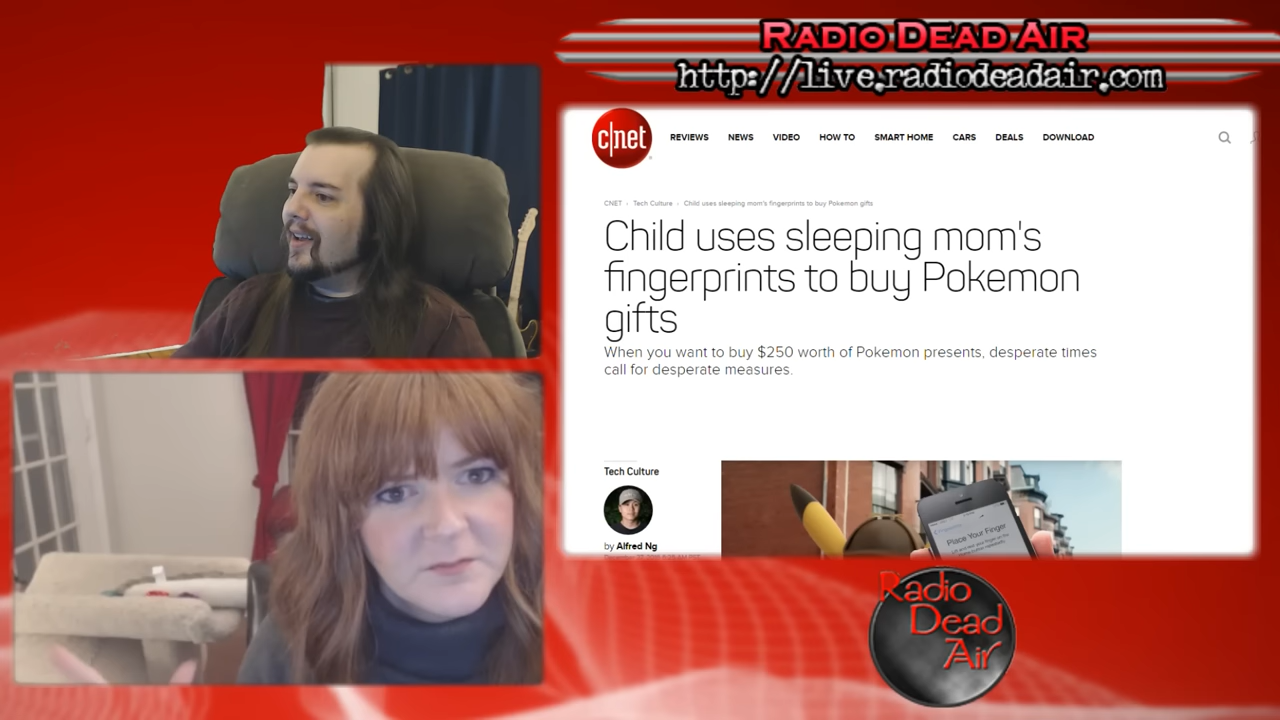 Radio Dead Air
http://live.radiodeadair.com
c|net
REVIEWS NEWS VIDEO HOW TO SMART HOME CARS DEALS DOWNLOAD
CNET › Tech Culture › Child uses sleeping mom's fingerprints to buy Pokemon gifts
Child uses sleeping mom's
fingerprints to buy Pokemon
gifts
When you want to buy $250 worth of Pokemon presents, desperate times
call for desperate measures.
Tech Culture
by Alfred Ng
Place Your Finger
Radio
Dead
Air